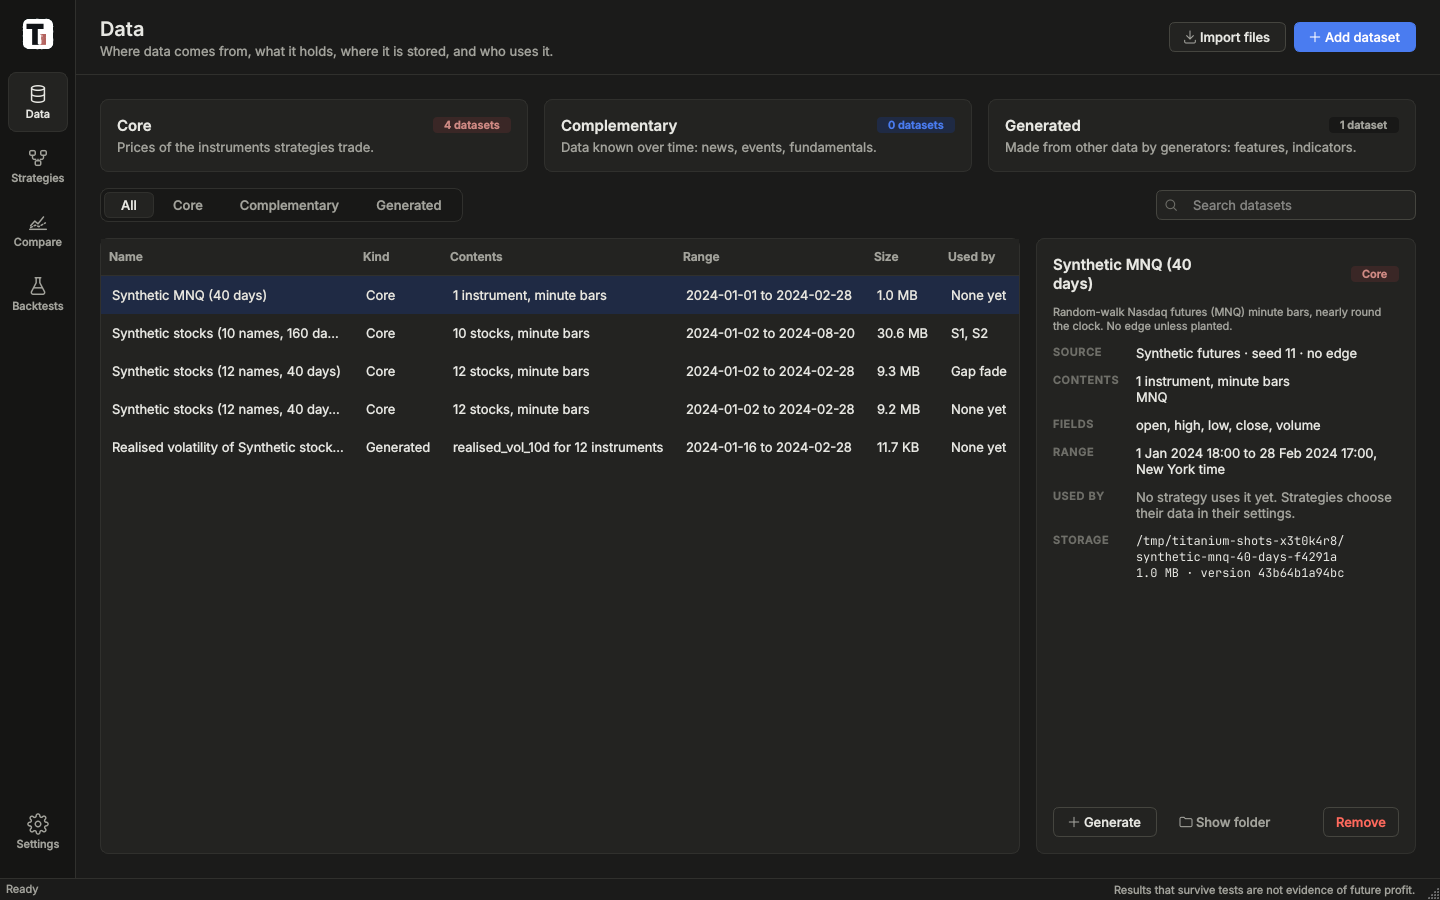 Ti
Data
Where data comes from, what it holds, where it is stored, and who uses it.
Import files
Add dataset
Data
Strategies
Compare
Backtests
Settings
Core
4 datasets
Prices of the instruments strategies trade.
Complementary
0 datasets
Data known over time: news, events, fundamentals.
Generated
1 dataset
Made from other data by generators: features, indicators.
All Core Complementary Generated
Search datasets
Name Kind Contents Range Size Used by
Synthetic MNQ (40 days) Core 1 instrument, minute bars 2024-01-01 to 2024-02-28 1.0 MB None yet
Synthetic stocks (10 names, 160 da... Core 10 stocks, minute bars 2024-01-02 to 2024-08-20 30.6 MB S1, S2
Synthetic stocks (12 names, 40 days) Core 12 stocks, minute bars 2024-01-02 to 2024-02-28 9.3 MB Gap fade
Synthetic stocks (12 names, 40 day... Core 12 stocks, minute bars 2024-01-02 to 2024-02-28 9.2 MB None yet
Realised volatility of Synthetic stock... Generated realised_vol_10d for 12 instruments 2024-01-16 to 2024-02-28 11.7 KB None yet
Synthetic MNQ (40
days)
Core
Random-walk Nasdaq futures (MNQ) minute bars, nearly round
the clock. No edge unless planted.
SOURCE Synthetic futures · seed 11 · no edge
CONTENTS 1 instrument, minute bars
MNQ
FIELDS open, high, low, close, volume
RANGE 1 Jan 2024 18:00 to 28 Feb 2024 17:00,
New York time
USED BY No strategy uses it yet. Strategies choose
their data in their settings.
STORAGE /tmp/titanium-shots-x3t0k4r8/
synthetic-mnq-40-days-f4291a
1.0 MB · version 43b64b1a94bc
Generate
Show folder
Remove
Ready
Results that survive tests are not evidence of future profit.